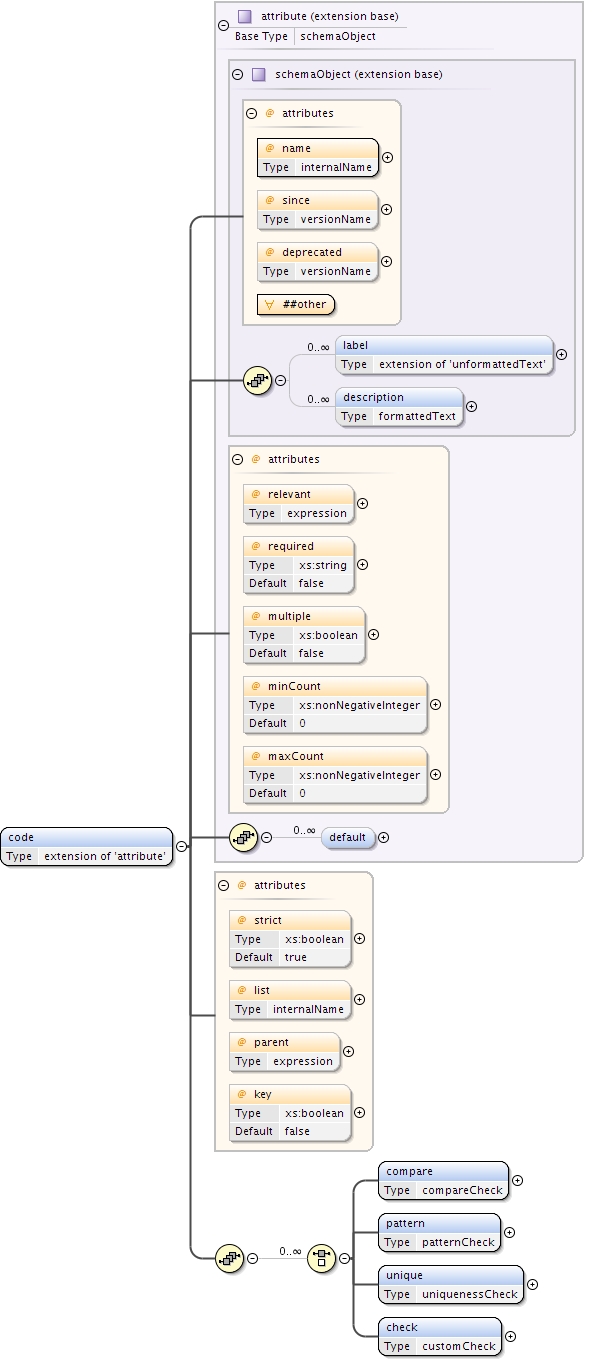 attribute (extension base)
Base Type schemaObject
schemaObject (extension base)
@ attributes
@ name
Type internalName
@ since
Type versionName
@ deprecated
Type versionName
∀ ##other
0..∞ label
Type extension of 'unformattedText'
0..∞ description
Type formattedText
@ attributes
@ relevant
Type expression
@ required
Type xs:string
Default false
@ multiple
Type xs:boolean
Default false
@ minCount
Type xs:nonNegativeInteger
Default 0
@ maxCount
Type xs:nonNegativeInteger
Default 0
0..∞ default
code
Type extension of 'attribute'
@ attributes
@ strict
Type xs:boolean
Default true
@ list
Type internalName
@ parent
Type expression
@ key
Type xs:boolean
Default false
0..∞
compare
Type compareCheck
pattern
Type patternCheck
unique
Type uniquenessCheck
check
Type customCheck